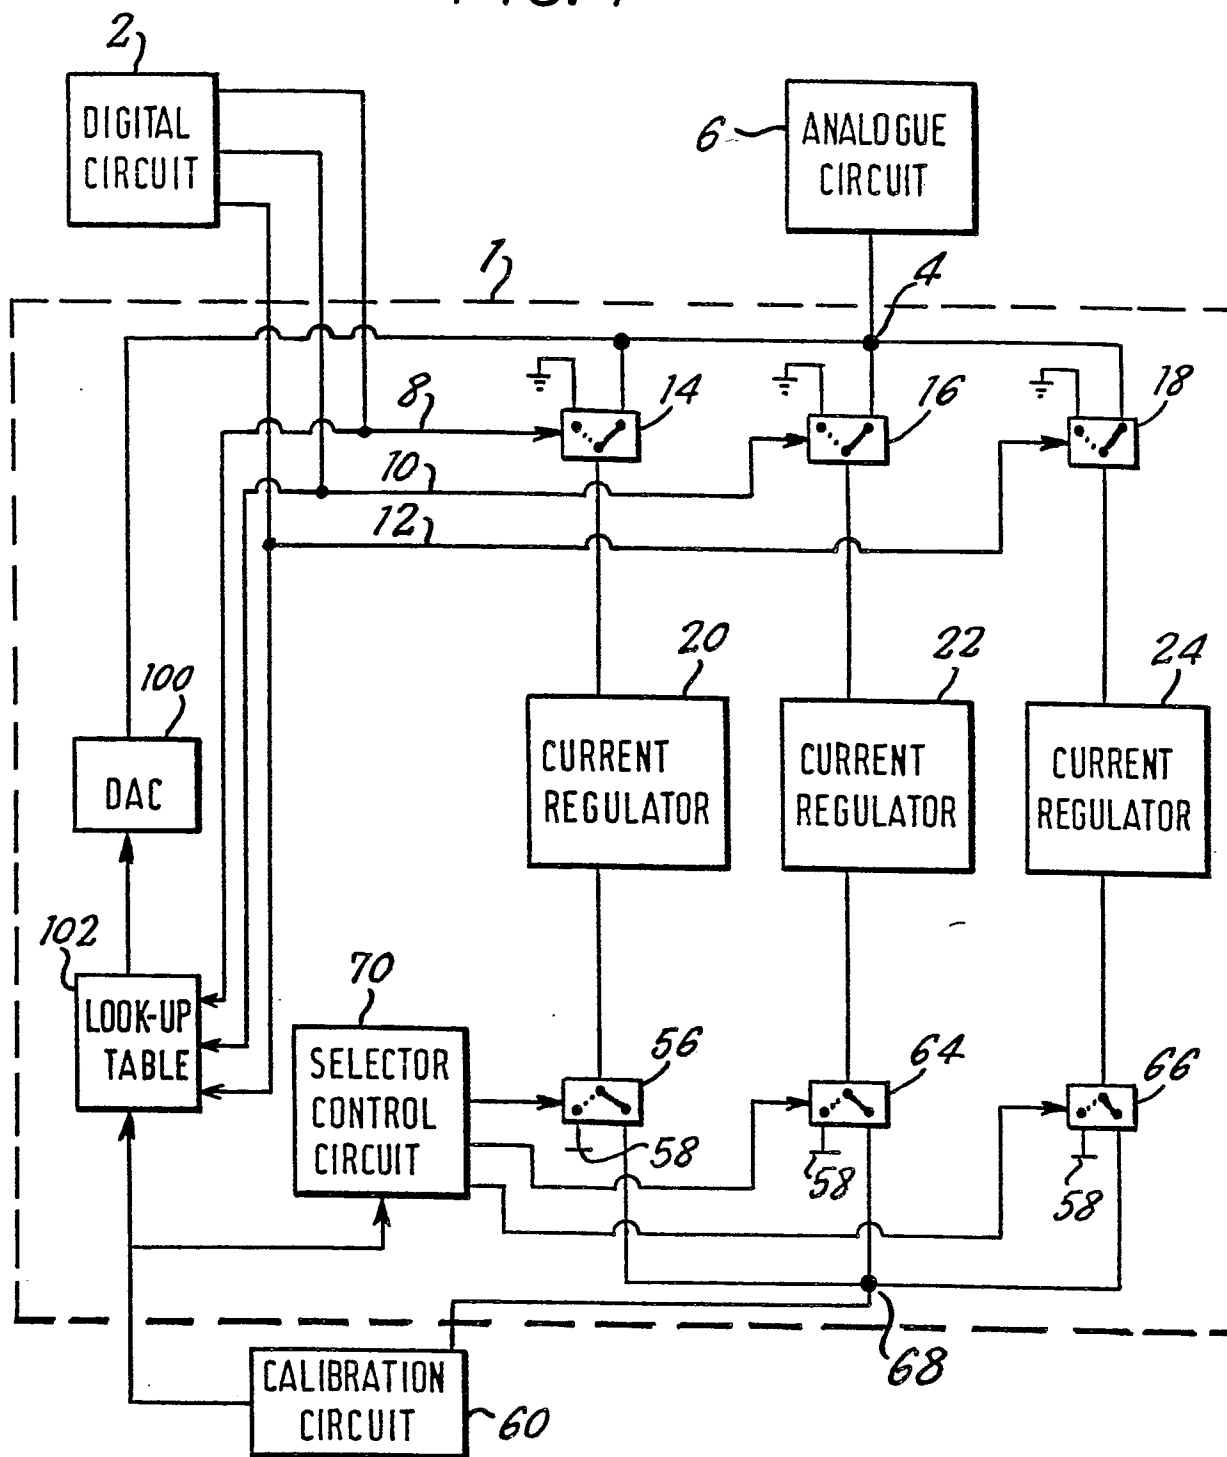 2
DIGITAL
CIRCUIT
6
ANALOGUE
CIRCUIT
1
4
8
14
16
18
10
12
20
22
24
100
DAC
CURRENT
REGULATOR
CURRENT
REGULATOR
CURRENT
REGULATOR
102
LOOK-UP
TABLE
70
SELECTOR
CONTROL
CIRCUIT
56
64
66
58
58
58
68
CALIBRATION
CIRCUIT
60